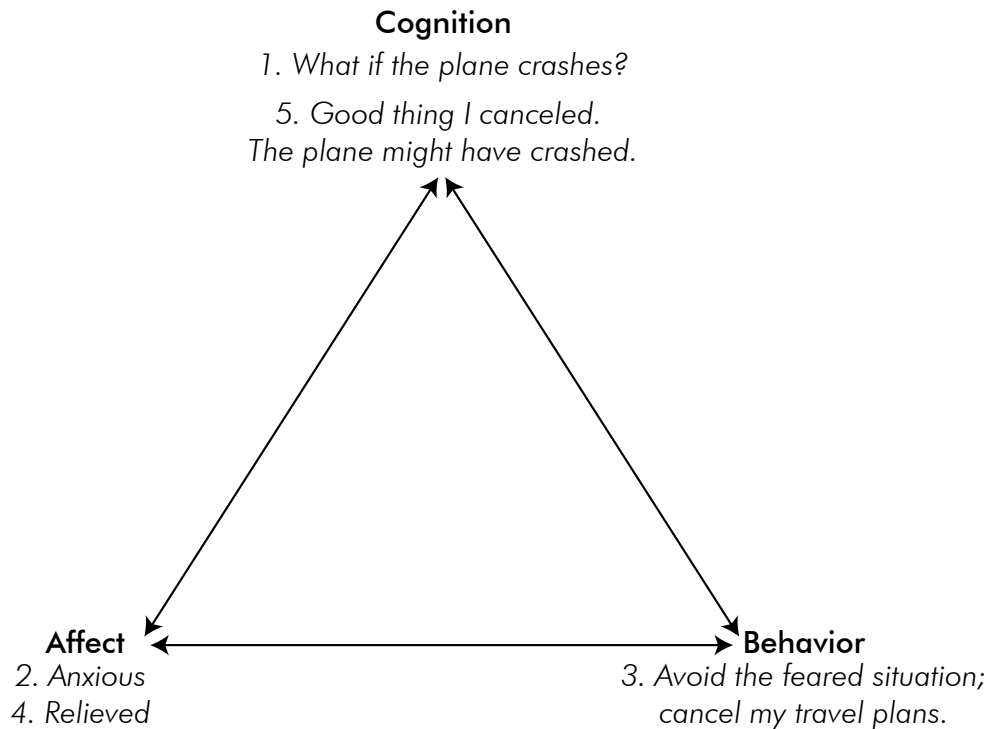 Cognition
1. What if the plane crashes?
5. Good thing I canceled.
The plane might have crashed.
Affect
2. Anxious
4. Relieved
Behavior
3. Avoid the feared situation;
cancel my travel plans.